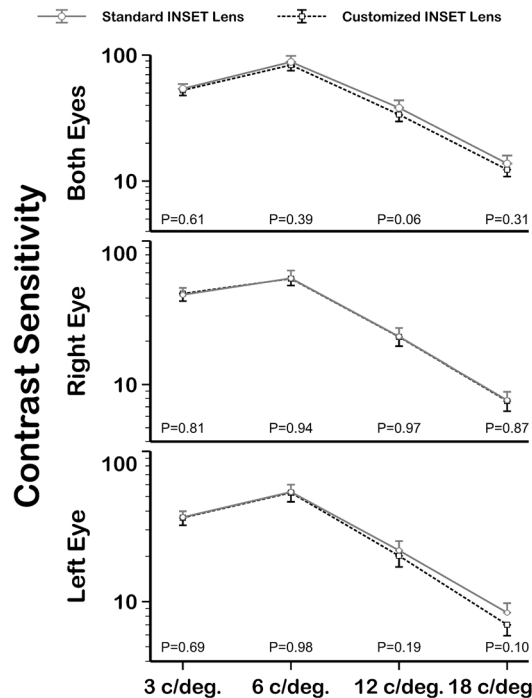 Standard INSET Lens
Customized INSET Lens
Contrast Sensitivity
Both Eyes
100
10
P=0.61 P=0.39 P=0.06 P=0.31
Right Eye
100
10
P=0.81 P=0.94 P=0.97 P=0.87
Left Eye
100
10
P=0.69 P=0.98 P=0.19 P=0.10
3 c/deg. 6 c/deg. 12 c/deg. 18 c/deg.